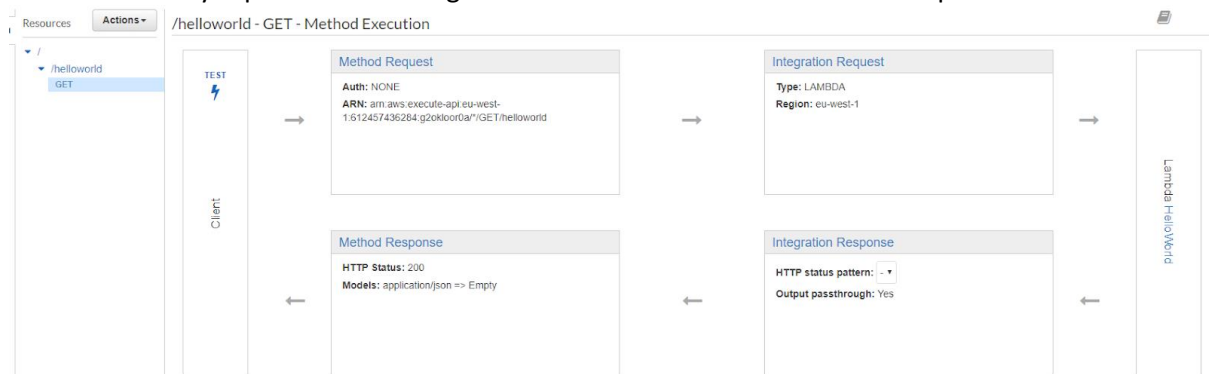 Resources
Actions
/helloworld - GET - Method Execution
/
/helloworld
GET
TEST
Client
Method Request
Auth: NONE
ARN: arn:aws:execute-api:eu-west-
1:612457436284:g2okloor0a/*/GET/helloworld
Integration Request
Type: LAMBDA
Region: eu-west-1
Lambda HelloWorld
Method Response
HTTP Status: 200
Models: application/json => Empty
Integration Response
HTTP status pattern: -
Output passthrough: Yes